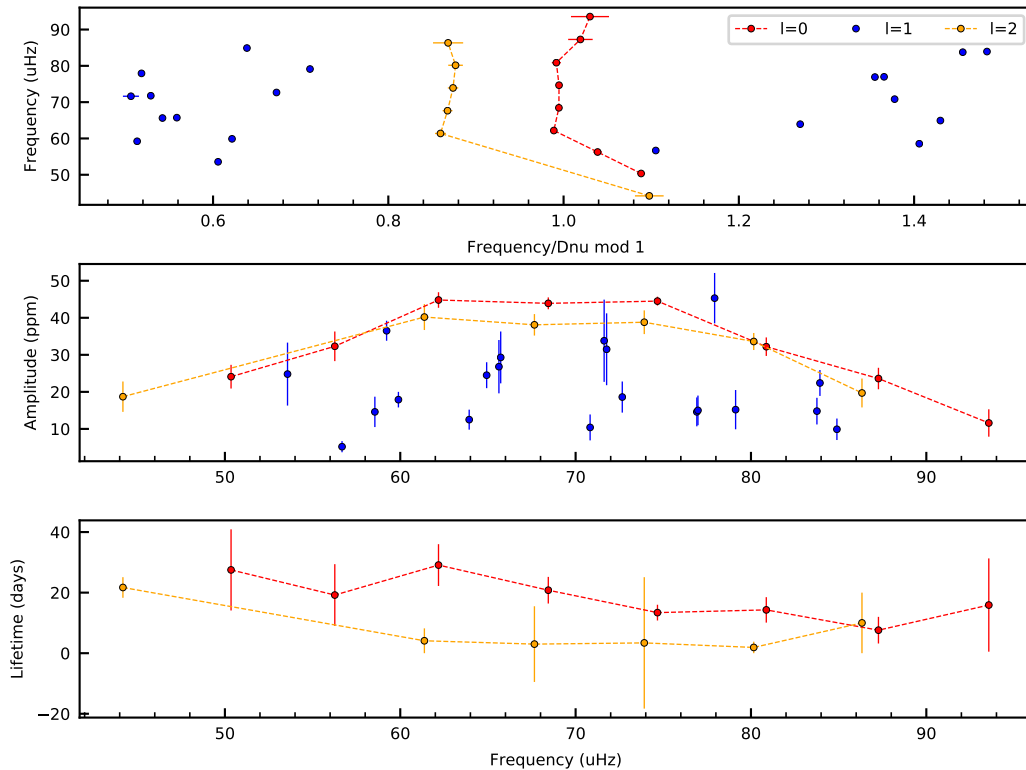 90
80
70
60
50
Frequency (uHz)
l=0 l=1 l=2
0.6 0.8 1.0 1.2 1.4
Frequency/Dnu mod 1
50
40
30
20
10
Amplitude (ppm)
50 60 70 80 90
40
20
0
−20
Lifetime (days)
50 60 70 80 90
Frequency (uHz)